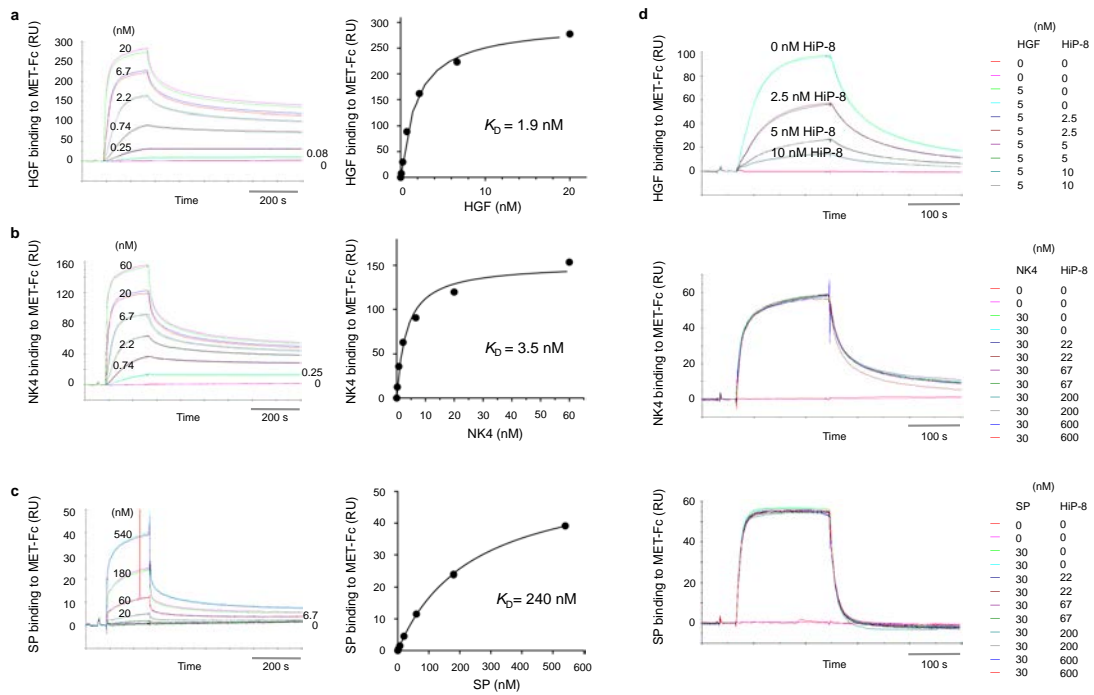 a
HGF binding to MET-Fc (RU)
(nM)
300
250
200
150
100
50
0
20
6.7
2.2
0.74
0.25
0.08
0
Time
200 s
HGF binding to MET-Fc (RU)
300
250
200
150
100
50
0
0
10
20
HGF (nM)
KD = 1.9 nM
b
NK4 binding to MET-Fc (RU)
(nM)
160
120
80
40
0
60
20
6.7
2.2
0.74
0.25
0
Time
200 s
NK4 binding to MET-Fc (RU)
150
100
50
0
0 10 20 30 40 50 60
NK4 (nM)
KD = 3.5 nM
c
SP binding to MET-Fc (RU)
(nM)
50
40
30
20
10
0
540
180
60
20
6.7
0
Time
200 s
SP binding to MET-Fc (RU)
50
40
30
20
10
0
0 100 200 300 400 500 600
SP (nM)
KD= 240 nM
d
HGF binding to MET-Fc (RU)
100
80
60
40
20
0
0 nM HiP-8
2.5 nM HiP-8
5 nM HiP-8
10 nM HiP-8
Time
100 s
(nM)
HGF HiP-8
0 0
0 0
5 0
5 0
5 2.5
5 2.5
5 5
5 5
5 10
5 10
NK4 binding to MET-Fc (RU)
60
40
20
0
Time
100 s
(nM)
NK4 HiP-8
0 0
0 0
30 0
30 0
30 22
30 22
30 67
30 67
30 200
30 200
30 600
30 600
SP binding to MET-Fc (RU)
60
40
20
0
Time
100 s
(nM)
SP HiP-8
0 0
0 0
30 0
30 0
30 22
30 22
30 67
30 67
30 200
30 200
30 600
30 600